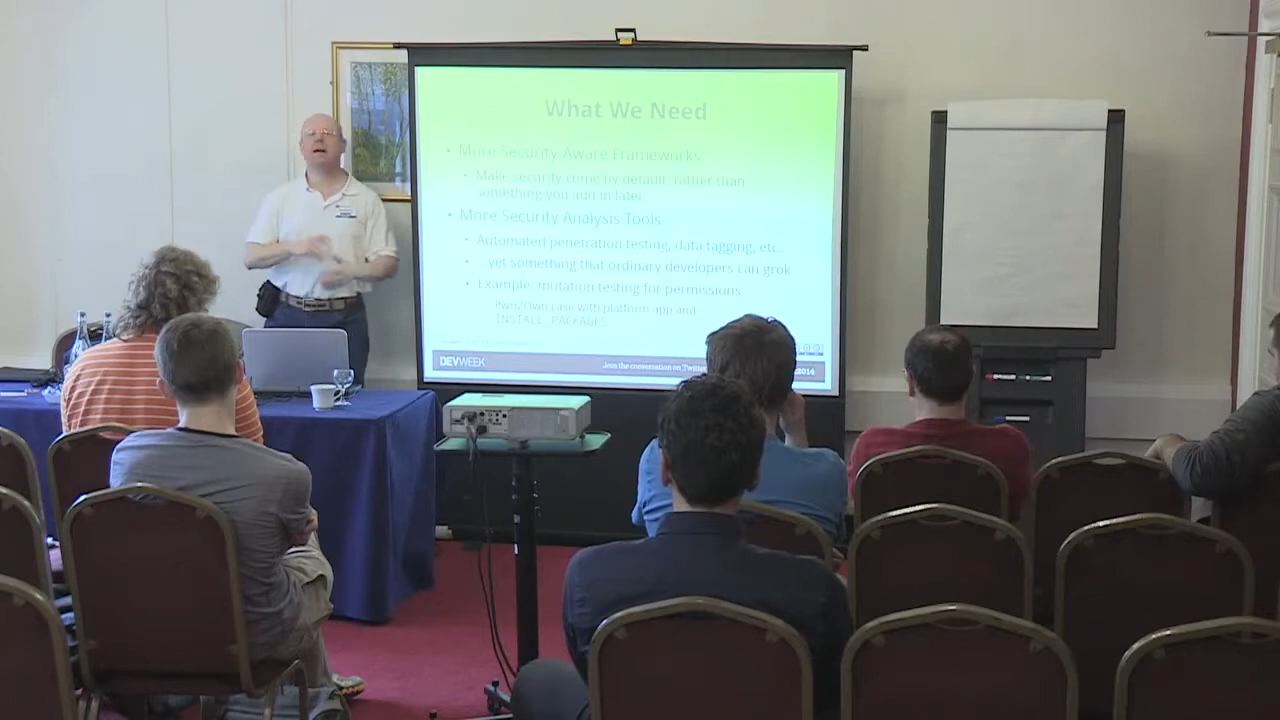 What We Need
• More Security-Aware Frameworks
• Make security come by default, rather than
something you add in later
• More Security Analysis Tools
• Automated penetration testing, data tagging, etc...
• ...yet something that ordinary developers can grok
• Example: mutation testing for permissions
Pwn2Own case with platform app and
INSTALL_PACKAGES
DEVWEEK
Join the conversation on Twitter
2014